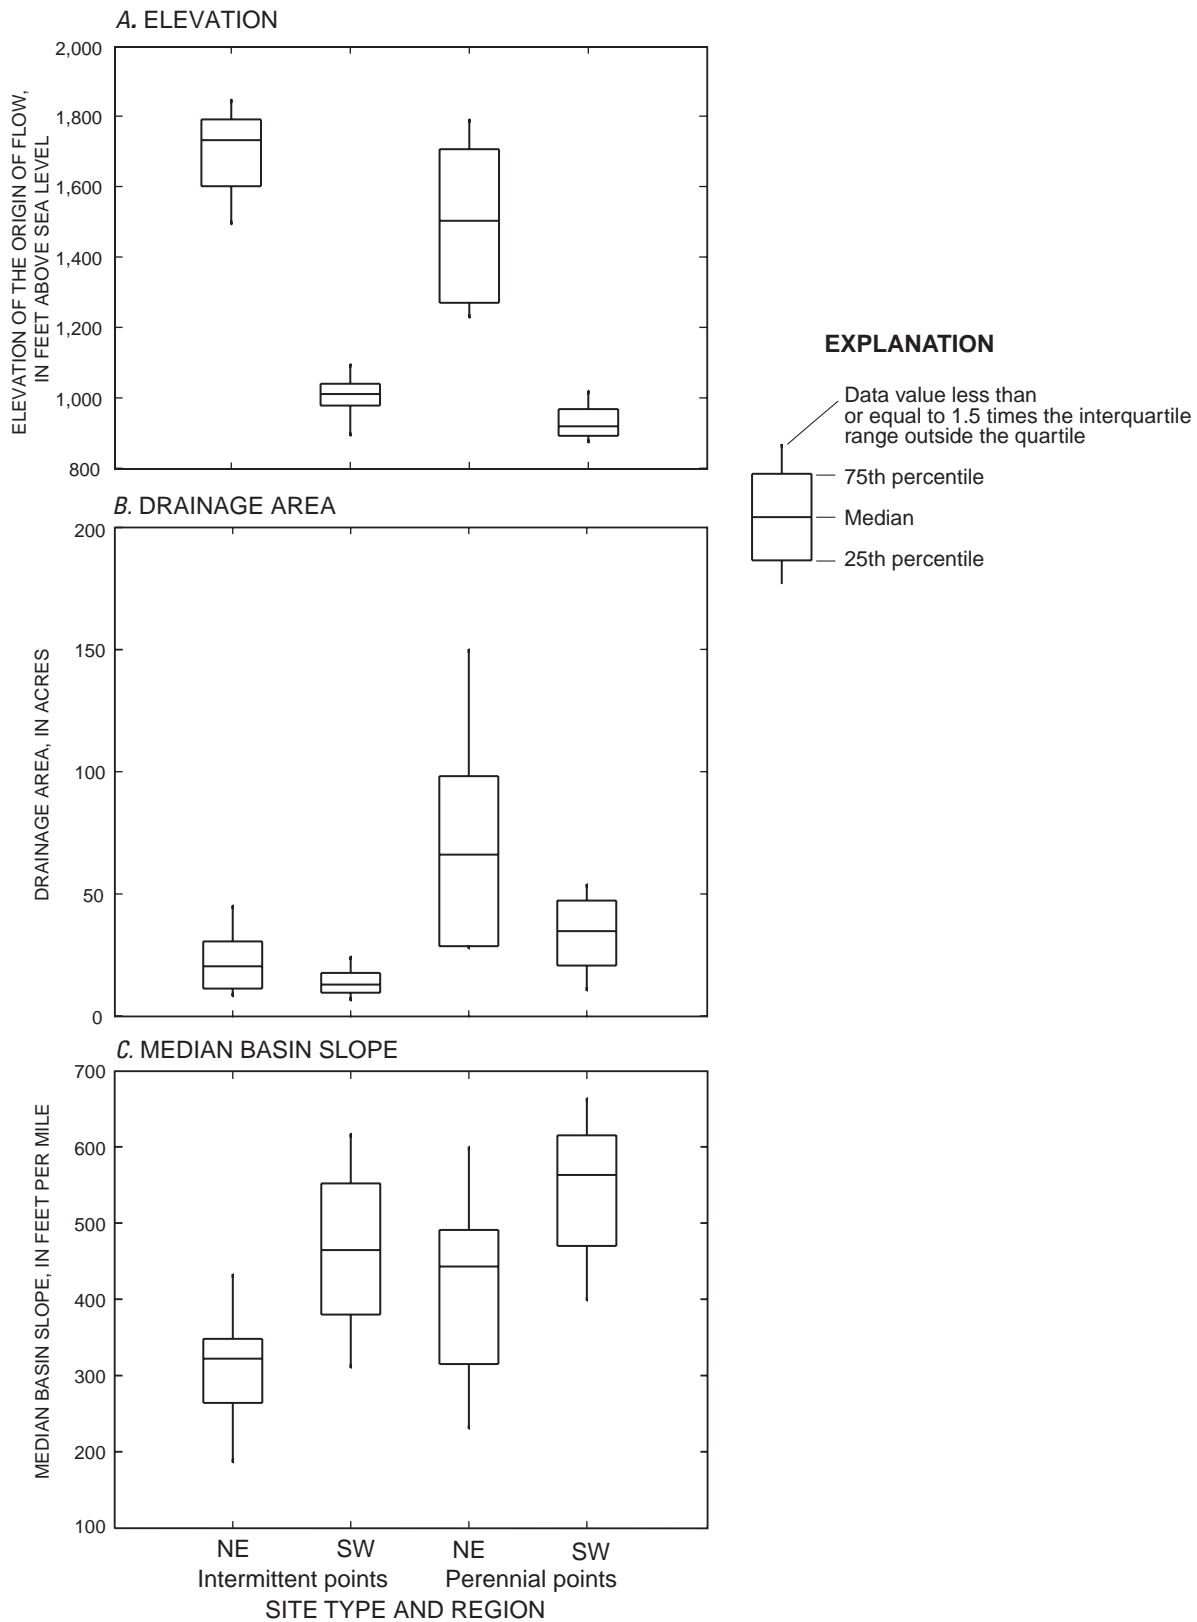 A. ELEVATION
ELEVATION OF THE ORIGIN OF FLOW,
IN FEET ABOVE SEA LEVEL
2,000
1,800
1,600
1,400
1,200
1,000
800
EXPLANATION
Data value less than
or equal to 1.5 times the interquartile
range outside the quartile
75th percentile
Median
25th percentile
B. DRAINAGE AREA
DRAINAGE AREA, IN ACRES
200
150
100
50
0
C. MEDIAN BASIN SLOPE
MEDIAN BASIN SLOPE, IN FEET PER MILE
700
600
500
400
300
200
100
NE SW NE SW
Intermittent points Perennial points
SITE TYPE AND REGION